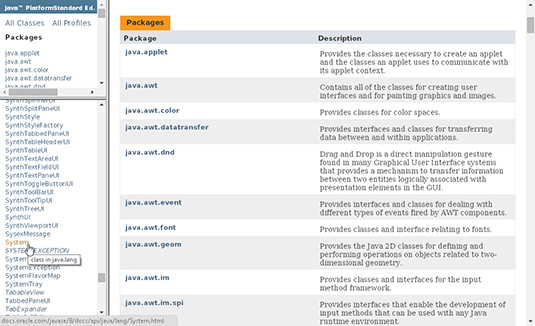 Java™ Platform Standard Ed.
All Classes All Profiles
Packages
java.applet
java.awt
java.awt.color
java.awt.datatransfer
java.awt.dnd
SynthSpinnerUI
SynthSplitPaneUI
SynthStyle
SynthStyleFactory
SynthTabbedPaneUI
SynthTableHeaderUI
SynthTableUI
SynthTextAreaUI
SynthTextFieldUI
SynthTextPaneUI
SynthToggleButtonUI
SynthToolBarUI
SynthToolTipUI
SynthTreeUI
SynthUI
SynthViewportUI
SysexMessage
System
SYSTEM_EXCEPTION
System
class in java.lang
SystemException
SystemFlavorMap
SystemTray
TabableView
TabbedPaneUI
TabExpander
docs.oracle.com/javase/8/docs/api/java/lang/System.html
Packages
Package Description
java.applet Provides the classes necessary to create an applet
and the classes an applet uses to communicate with
its applet context.
java.awt Contains all of the classes for creating user
interfaces and for painting graphics and images.
java.awt.color Provides classes for color spaces.
java.awt.datatransfer Provides interfaces and classes for transferring
data between and within applications.
java.awt.dnd Drag and Drop is a direct manipulation gesture
found in many Graphical User Interface systems
that provides a mechanism to transfer information
between two entities logically associated with
presentation elements in the GUI.
java.awt.event Provides interfaces and classes for dealing with
different types of events fired by AWT components.
java.awt.font Provides classes and interface relating to fonts.
java.awt.geom Provides the Java 2D classes for defining and
performing operations on objects related to two-
dimensional geometry.
java.awt.im Provides classes and interfaces for the input
method framework.
java.awt.im.spi Provides interfaces that enable the development of
input methods that can be used with any Java
runtime environment.